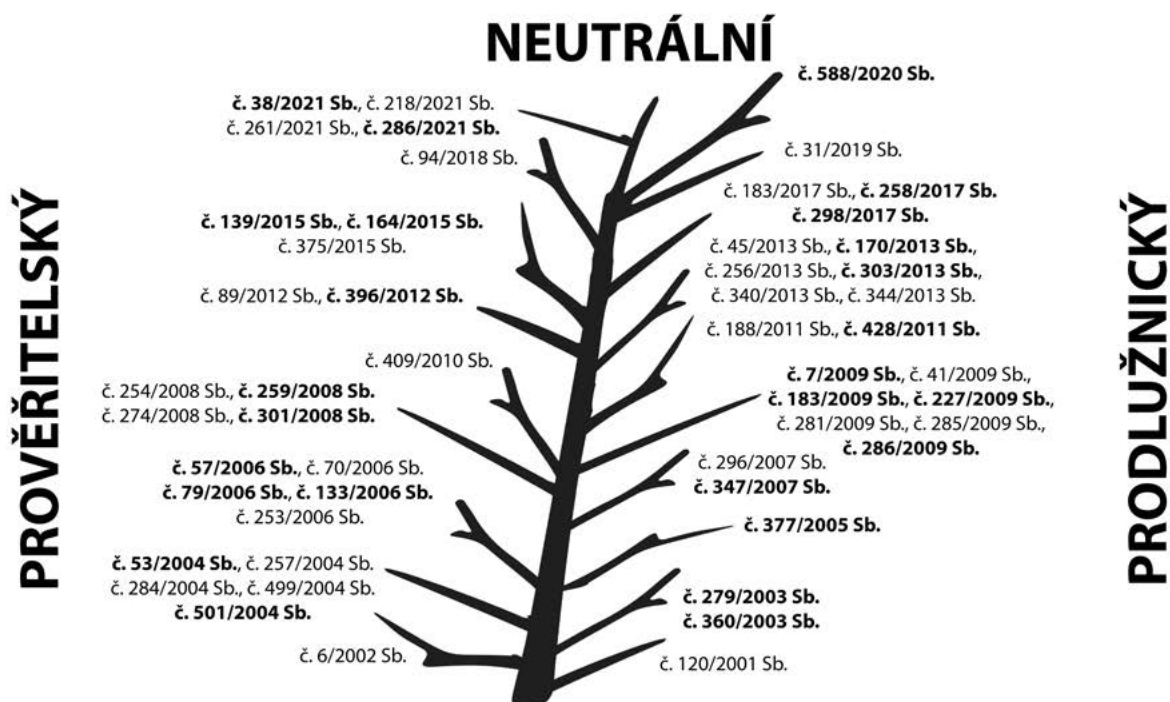 NEUTRÁLNÍ
PROVĚŘITELSKÝ
č. 38/2021 Sb., č. 218/2021 Sb.
č. 261/2021 Sb., č. 286/2021 Sb.
č. 94/2018 Sb.
č. 139/2015 Sb., č. 164/2015 Sb.
č. 375/2015 Sb.
č. 89/2012 Sb., č. 396/2012 Sb.
č. 409/2010 Sb.
č. 254/2008 Sb., č. 259/2008 Sb.
č. 274/2008 Sb., č. 301/2008 Sb.
č. 57/2006 Sb., č. 70/2006 Sb.
č. 79/2006 Sb., č. 133/2006 Sb.
č. 253/2006 Sb.
č. 53/2004 Sb., č. 257/2004 Sb.
č. 284/2004 Sb., č. 499/2004 Sb.
č. 501/2004 Sb.
č. 6/2002 Sb.
č. 588/2020 Sb.
č. 31/2019 Sb.
č. 183/2017 Sb., č. 258/2017 Sb.
č. 298/2017 Sb.
č. 45/2013 Sb., č. 170/2013 Sb.,
č. 256/2013 Sb., č. 303/2013 Sb.,
č. 340/2013 Sb., č. 344/2013 Sb.
č. 188/2011 Sb., č. 428/2011 Sb.
č. 7/2009 Sb., č. 41/2009 Sb.,
č. 183/2009 Sb., č. 227/2009 Sb.,
č. 281/2009 Sb., č. 285/2009 Sb.,
č. 286/2009 Sb.
č. 296/2007 Sb.
č. 347/2007 Sb.
č. 377/2005 Sb.
č. 279/2003 Sb.
č. 360/2003 Sb.
č. 120/2001 Sb.
PRODLUŽNICKÝ